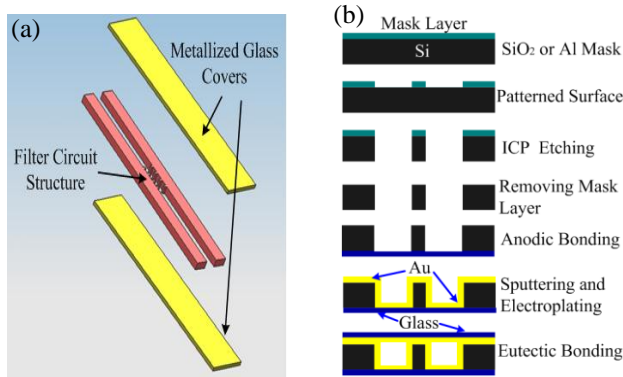 (a)
Metallized Glass
Covers
Filter Circuit
Structure
(b)
Mask Layer
Si
SiO₂ or Al Mask
Patterned Surface
ICP Etching
Removing Mask
Layer
Anodic Bonding
Au
Sputtering and
Electroplating
Glass
Eutectic Bonding